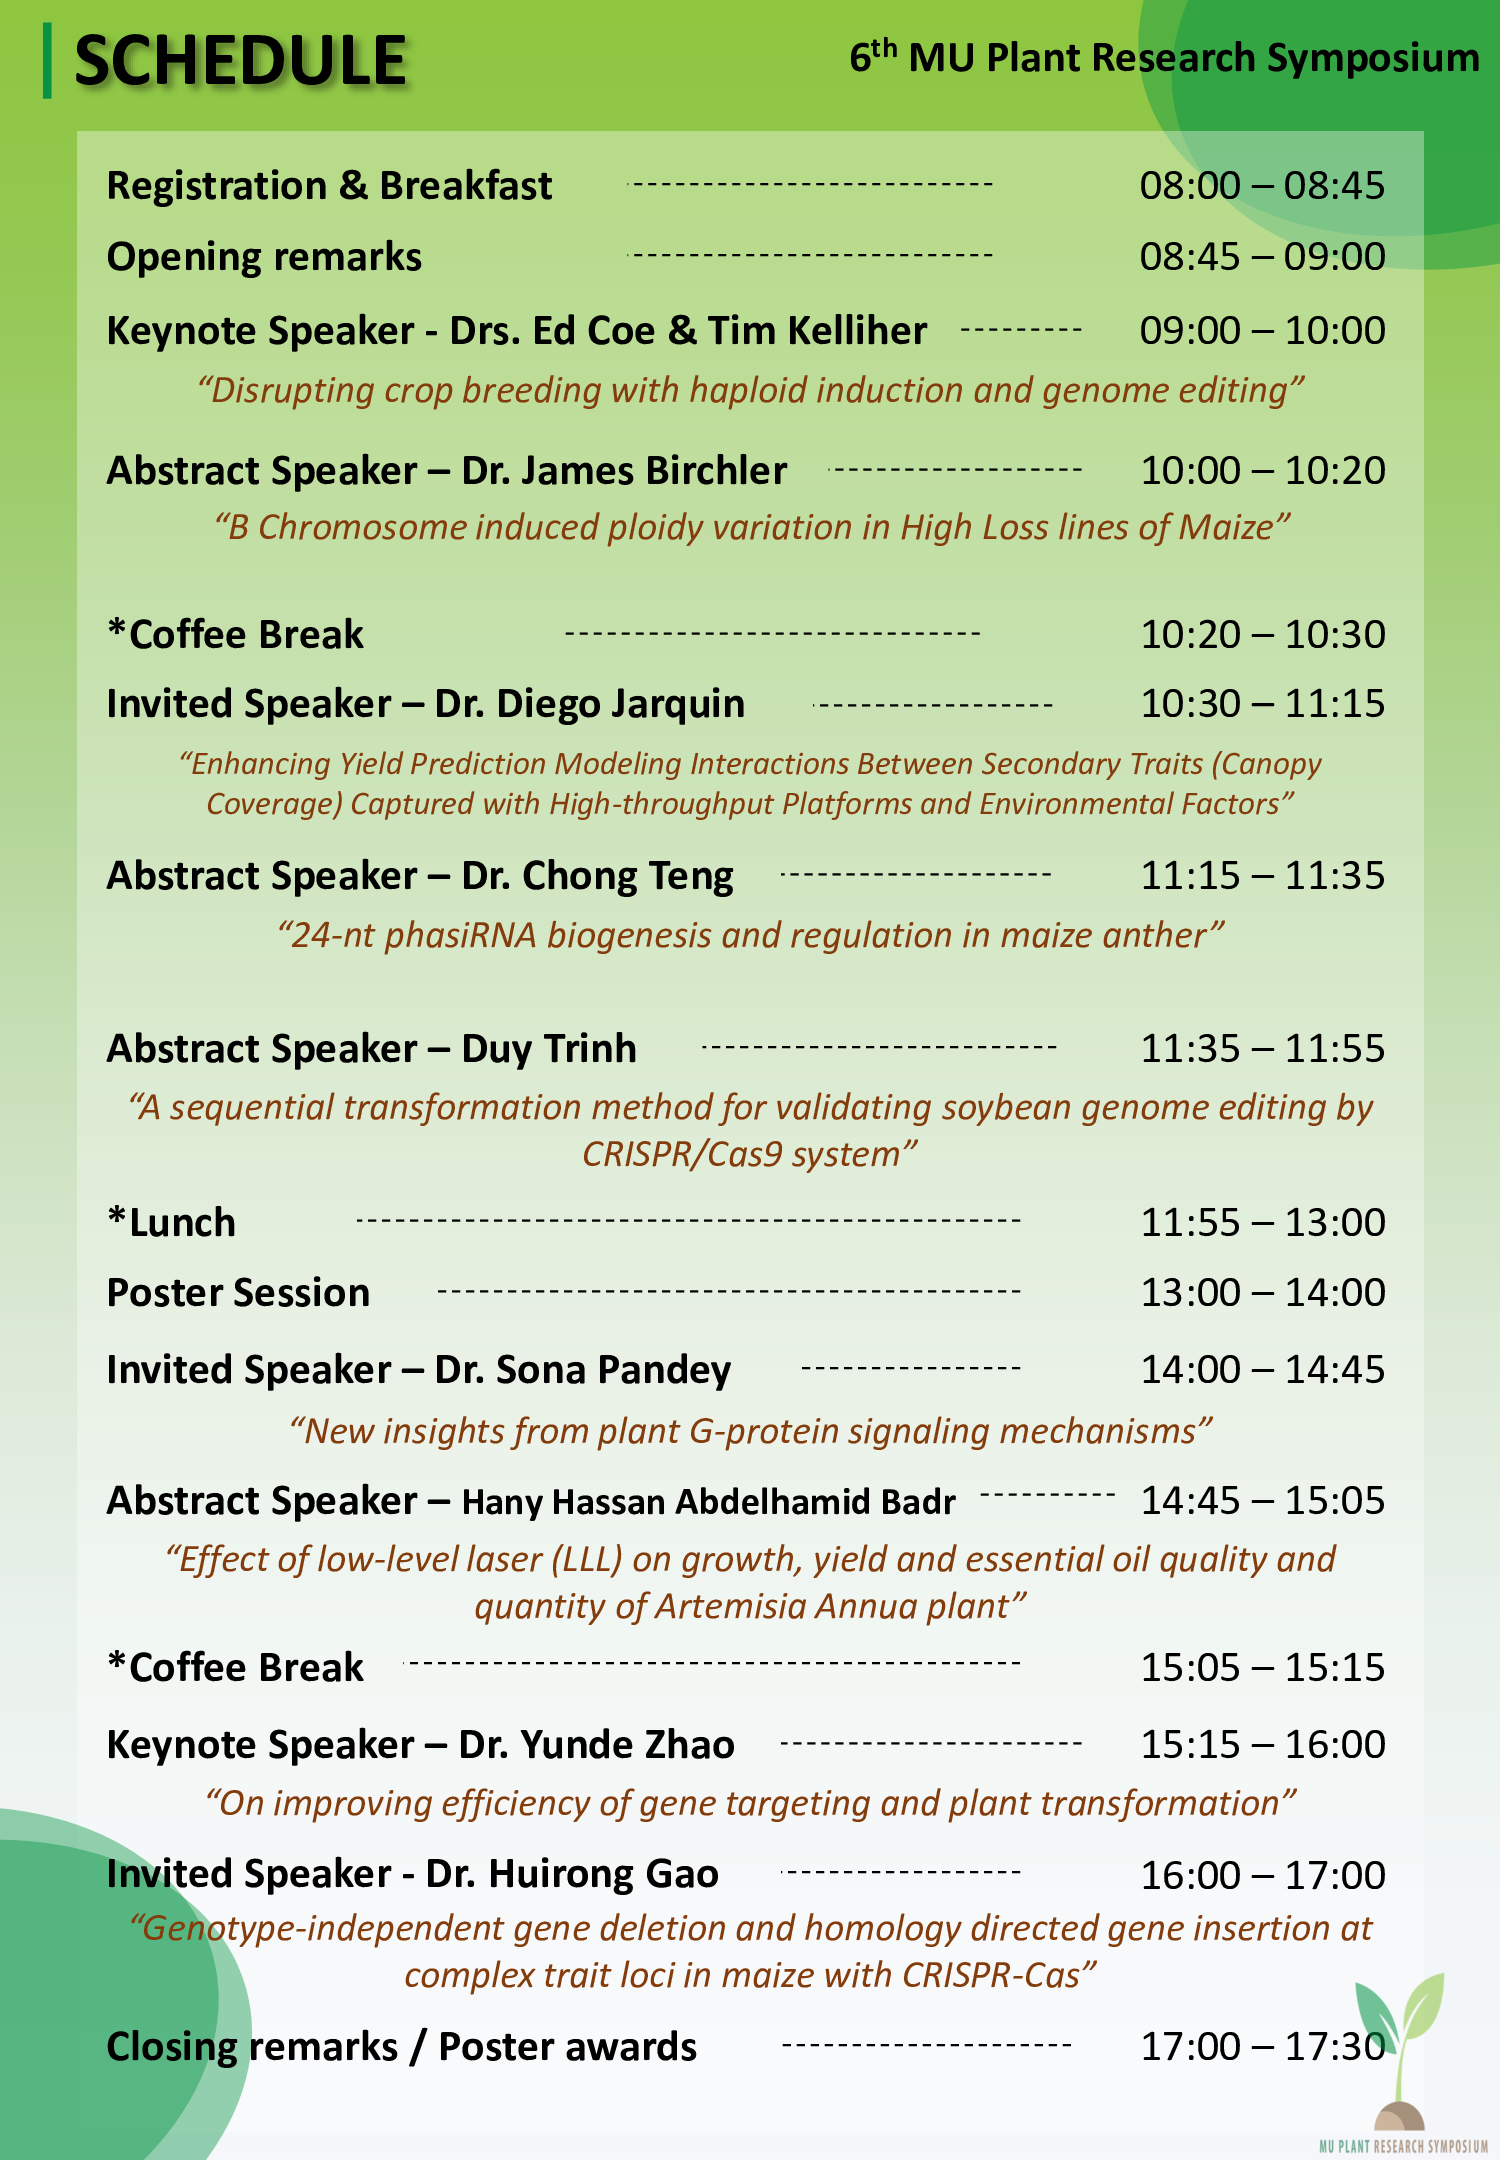 SCHEDULE
6th MU Plant Research Symposium
Registration & Breakfast 08:00 – 08:45
Opening remarks 08:45 – 09:00
Keynote Speaker - Drs. Ed Coe & Tim Kelliher 09:00 – 10:00
“Disrupting crop breeding with haploid induction and genome editing”
Abstract Speaker – Dr. James Birchler 10:00 – 10:20
“B Chromosome induced ploidy variation in High Loss lines of Maize”
*Coffee Break 10:20 – 10:30
Invited Speaker – Dr. Diego Jarquin 10:30 – 11:15
“Enhancing Yield Prediction Modeling Interactions Between Secondary Traits (Canopy
Coverage) Captured with High-throughput Platforms and Environmental Factors”
Abstract Speaker – Dr. Chong Teng 11:15 – 11:35
“24-nt phasiRNA biogenesis and regulation in maize anther”
Abstract Speaker – Duy Trinh 11:35 – 11:55
“A sequential transformation method for validating soybean genome editing by
CRISPR/Cas9 system”
*Lunch 11:55 – 13:00
Poster Session 13:00 – 14:00
Invited Speaker – Dr. Sona Pandey 14:00 – 14:45
“New insights from plant G-protein signaling mechanisms”
Abstract Speaker – Hany Hassan Abdelhamid Badr 14:45 – 15:05
“Effect of low-level laser (LLL) on growth, yield and essential oil quality and
quantity of Artemisia Annua plant”
*Coffee Break 15:05 – 15:15
Keynote Speaker – Dr. Yunde Zhao 15:15 – 16:00
“On improving efficiency of gene targeting and plant transformation”
Invited Speaker - Dr. Huirong Gao 16:00 – 17:00
“Genotype-independent gene deletion and homology directed gene insertion at
complex trait loci in maize with CRISPR-Cas”
Closing remarks / Poster awards 17:00 – 17:30
MU PLANT RESEARCH SYMPOSIUM